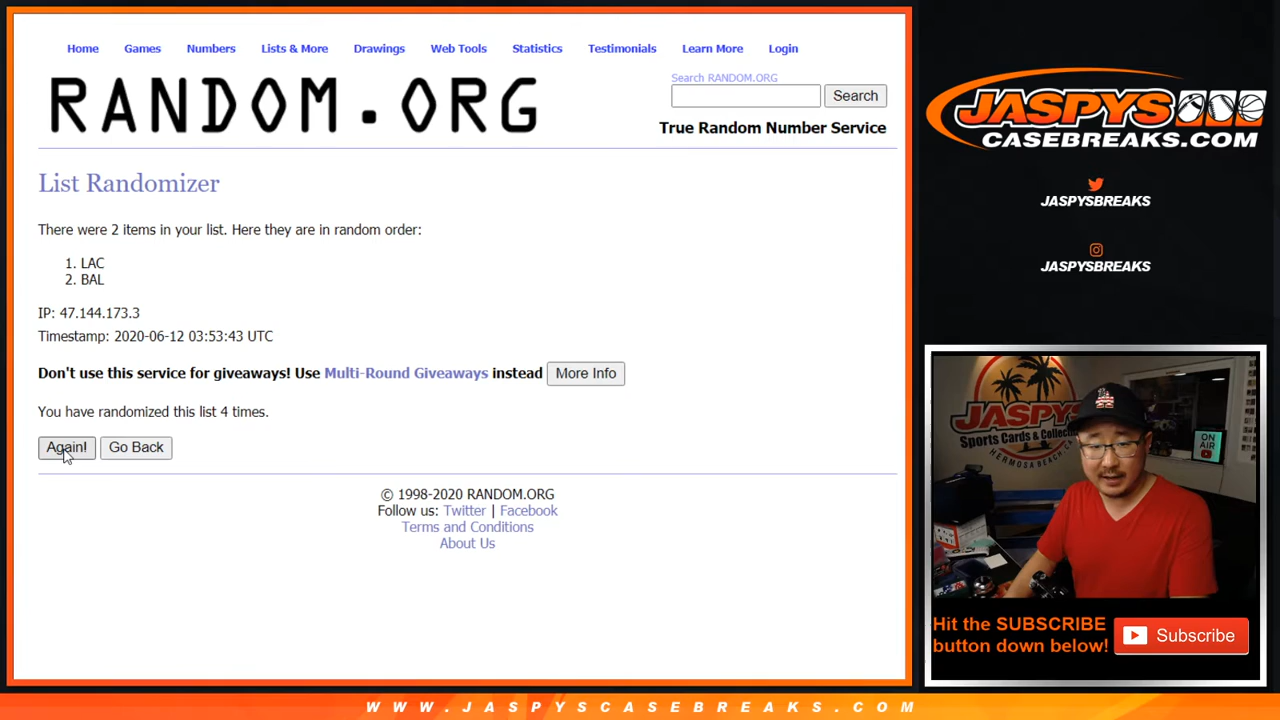 Home Games Numbers Lists & More Drawings Web Tools Statistics Testimonials Learn More Login
RANDOM.ORG
Search RANDOM.ORG
Search
True Random Number Service
List Randomizer
There were 2 items in your list. Here they are in random order:
1. LAC
2. BAL
IP: 47.144.173.3
Timestamp: 2020-06-12 03:53:43 UTC
Don't use this service for giveaways! Use Multi-Round Giveaways instead More Info
You have randomized this list 4 times.
Again! Go Back
© 1998-2020 RANDOM.ORG
Follow us: Twitter | Facebook
Terms and Conditions
About Us
JASPYS
CASEBREAKS.COM
JASPYSBREAKS
JASPYSBREAKS
JASPYS
Sports Cards & Collectibles
HERMOSA BEACH
ON
AIR
Hit the SUBSCRIBE
button down below!
Subscribe
WWW.JASPYSCASEBREAKS.COM